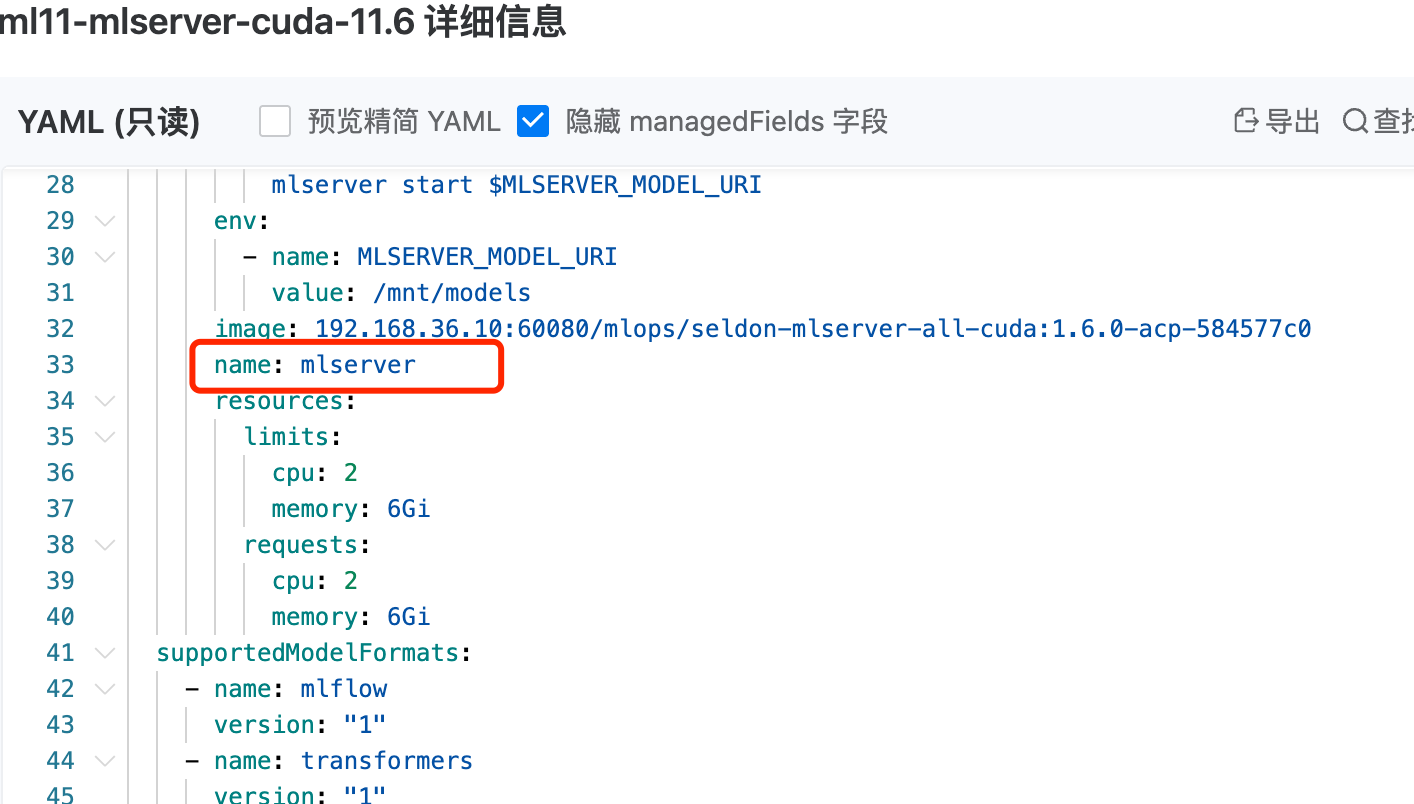 ml11-mlserver-cuda-11.6 详细信息
YAML (只读) 预览精简 YAML 隐藏 managedFields 字段 导出 查找
28 mlserver start $MLSERVER_MODEL_URI
29 env:
30 - name: MLSERVER_MODEL_URI
31 value: /mnt/models
32 image: 192.168.36.10:60080/mlops/seldon-mlserver-all-cuda:1.6.0-acp-584577c0
33 name: mlserver
34 resources:
35 limits:
36 cpu: 2
37 memory: 6Gi
38 requests:
39 cpu: 2
40 memory: 6Gi
41 supportedModelFormats:
42 - name: mlflow
43 version: "1"
44 - name: transformers
45 version: "1"